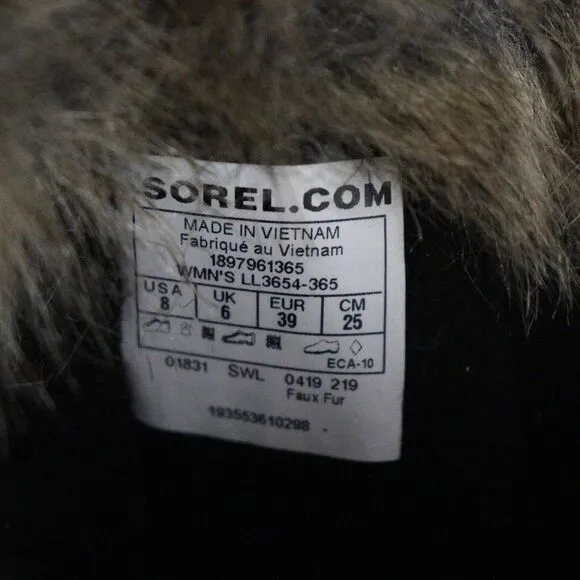 SOREL.COM
MADE IN VIETNAM
Fabriqué au Vietnam
1897961365
WMN'S LL3654-365
USA UK EUR CM
8 6 39 25
ECA-10
01831 SWL 0419 219
Faux Fur
193553610298